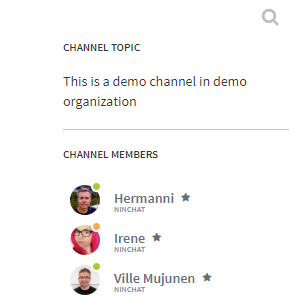 CHANNEL TOPIC
This is a demo channel in demo
organization
CHANNEL MEMBERS
Hermanni
NINCHAT
Irene
NINCHAT
Ville Mujunen
NINCHAT